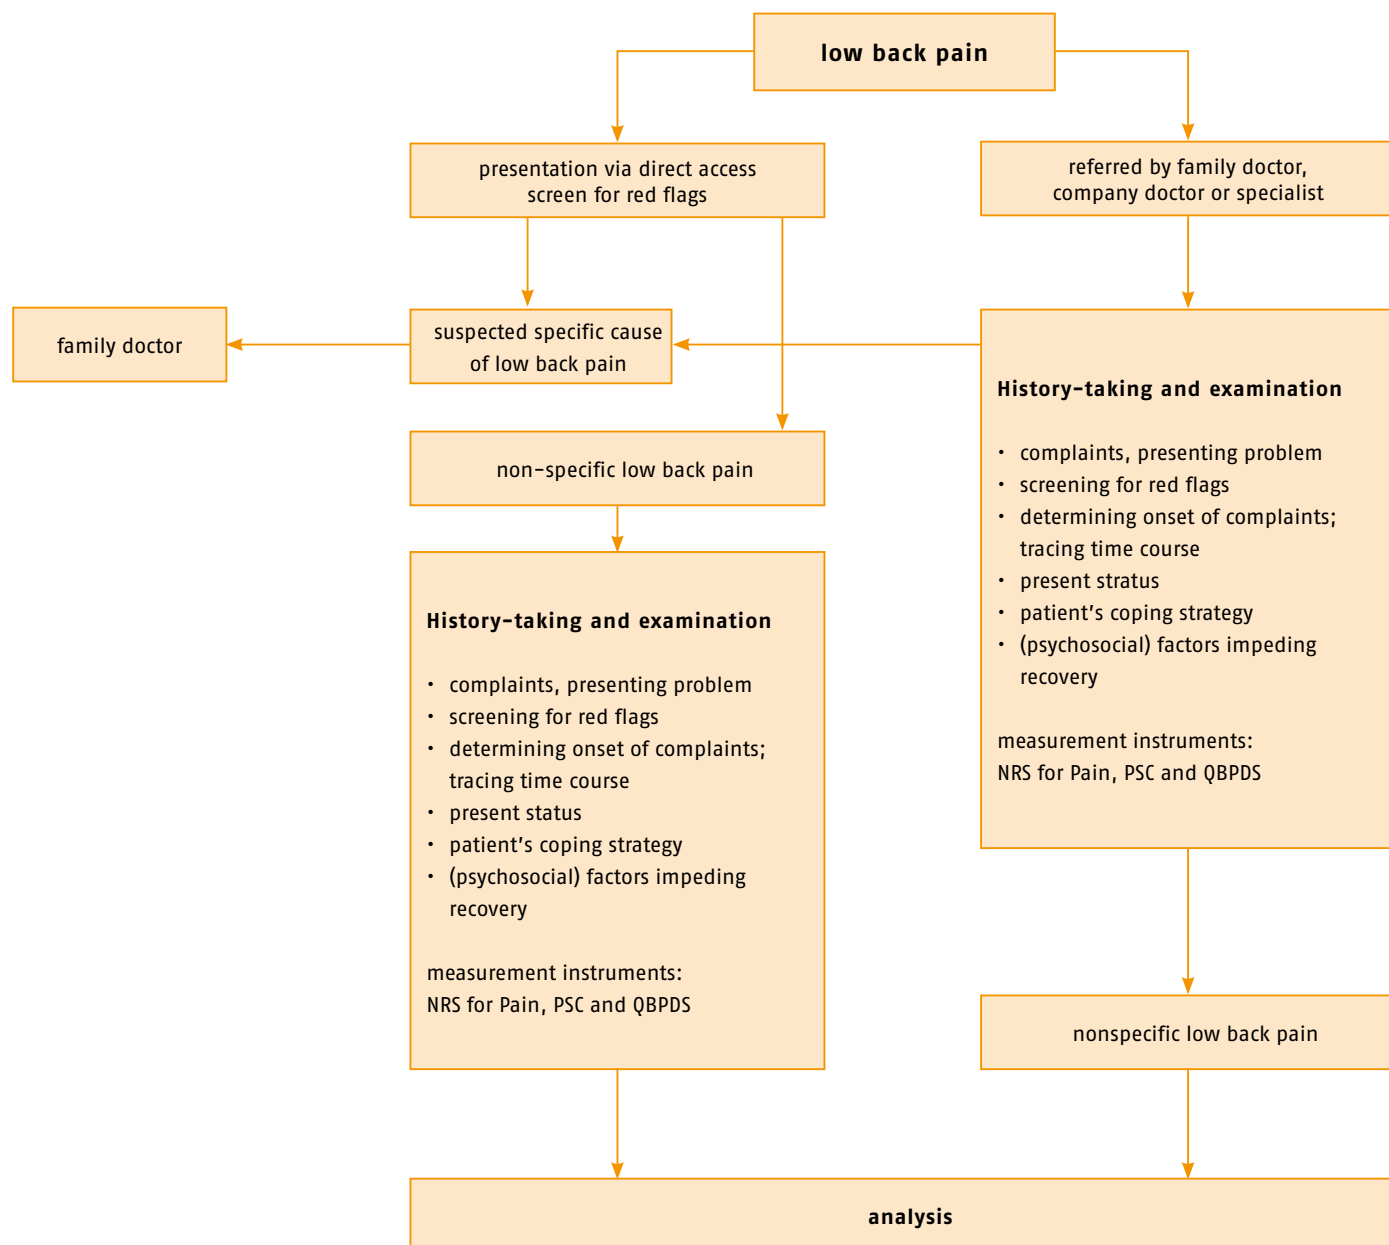 low back pain
presentation via direct access
screen for red flags
referred by family doctor,
company doctor or specialist
family doctor
suspected specific cause
of low back pain
non-specific low back pain
History-taking and examination
• complaints, presenting problem
• screening for red flags
• determining onset of complaints;
tracing time course
• present status
• patient's coping strategy
• (psychosocial) factors impeding
recovery
measurement instruments:
NRS for Pain, PSC and QBPDS
History-taking and examination
• complaints, presenting problem
• screening for red flags
• determining onset of complaints;
tracing time course
• present status
• patient's coping strategy
• (psychosocial) factors impeding
recovery
measurement instruments:
NRS for Pain, PSC and QBPDS
nonspecific low back pain
analysis